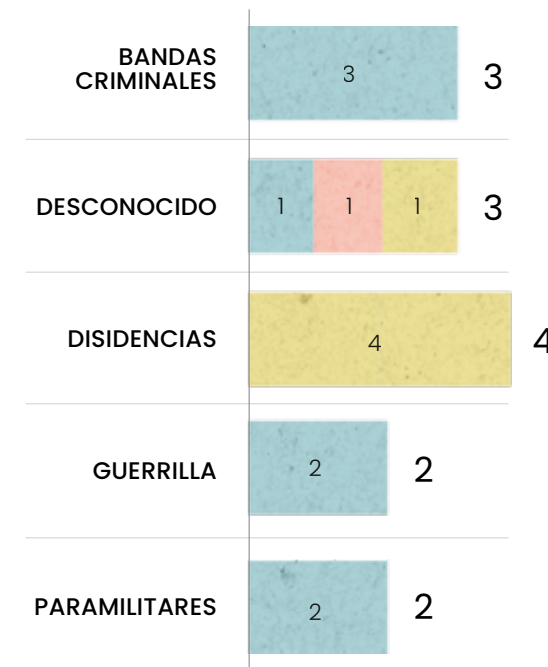 BANDAS
CRIMINALES
3
3
DESCONOCIDO
1
1
1
3
DISIDENCIAS
4
4
GUERRILLA
2
2
PARAMILITARES
2
2